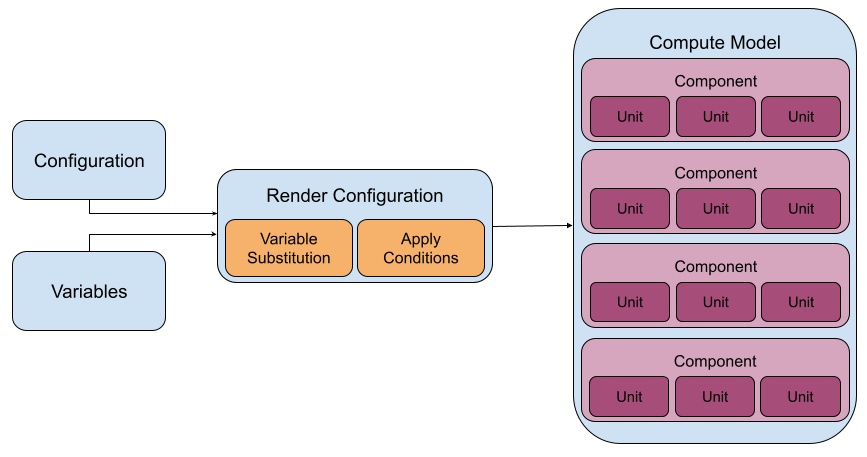 Configuration
Variables
Render Configuration
Variable
Substitution
Apply
Conditions
Compute Model
Component
Unit Unit Unit
Component
Unit Unit Unit
Component
Unit Unit Unit
Component
Unit Unit Unit